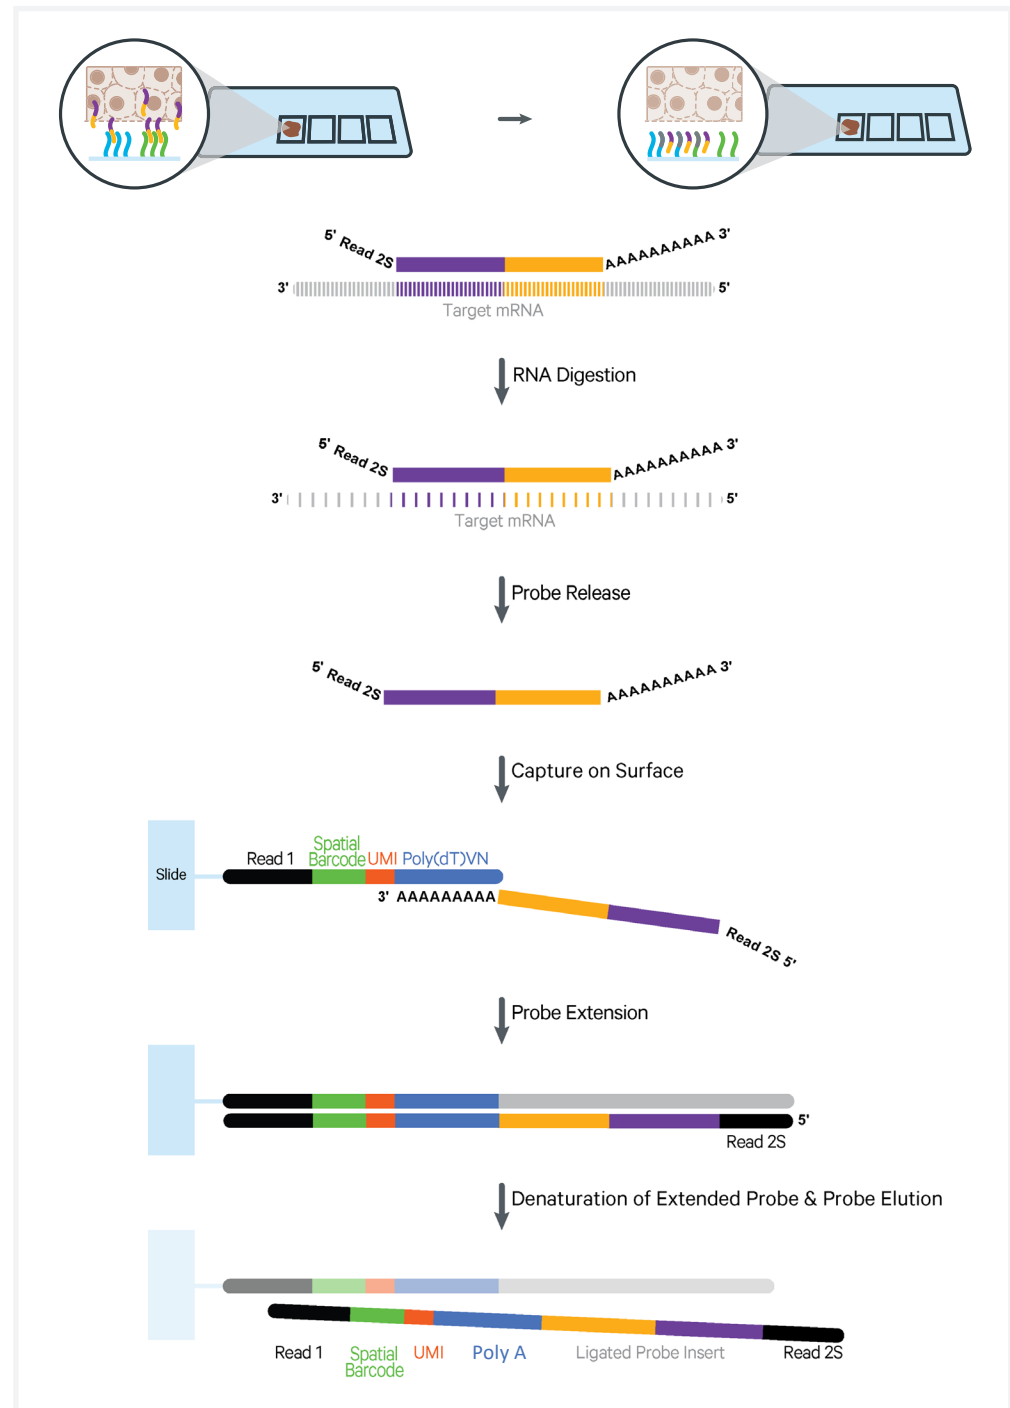 5' Read 2S
AAAAAAAAAA 3'
3'
5'
Target mRNA
RNA Digestion
5' Read 2S
AAAAAAAAAA 3'
3'
5'
Target mRNA
Probe Release
5' Read 2S
AAAAAAAAAA 3'
Capture on Surface
Slide
Read 1
Spatial
Barcode
UMI
Poly(dT)VN
3' AAAAAAAAA
Read 2S 5'
Probe Extension
5'
Read 2S
Denaturation of Extended Probe & Probe Elution
Read 1
Spatial
Barcode
UMI
Poly A
Ligated Probe Insert
Read 2S